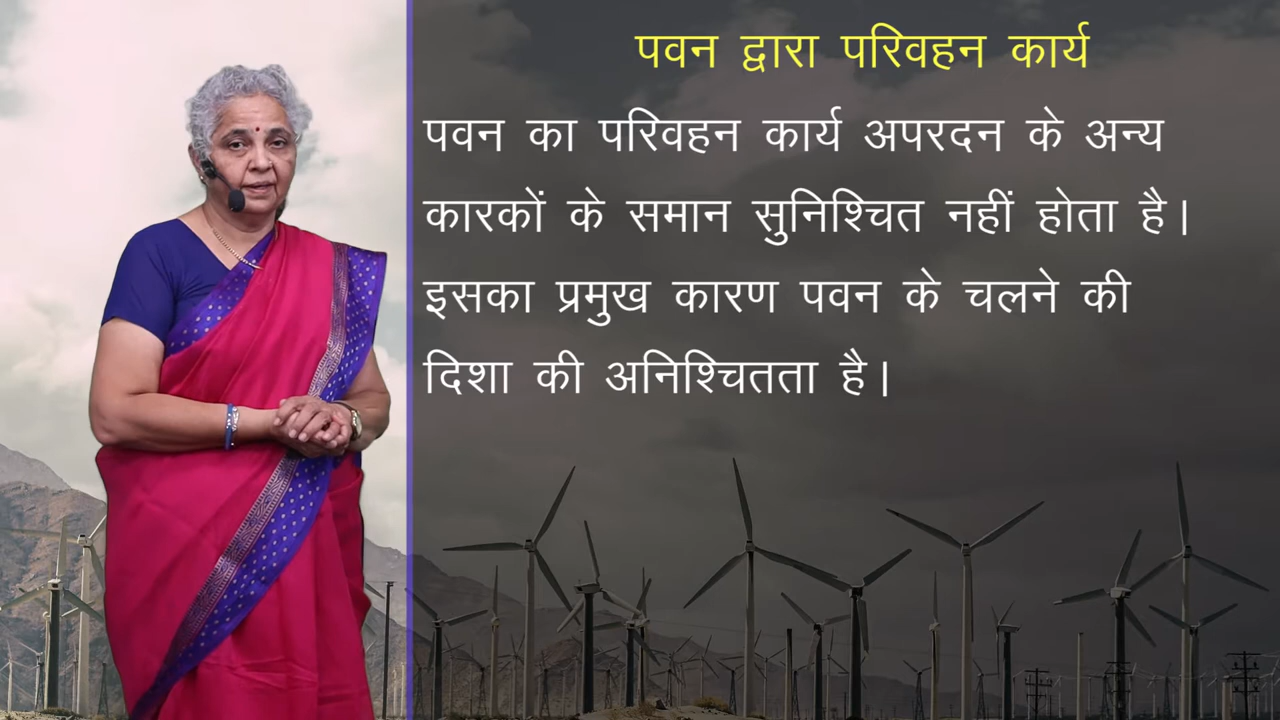 पवन द्वारा परिवहन कार्य
पवन का परिवहन कार्य अपरदन के अन्य
कारकों के समान सुनिश्चित नहीं होता है।
इसका प्रमुख कारण पवन के चलने की
दिशा की अनिश्चितता है।